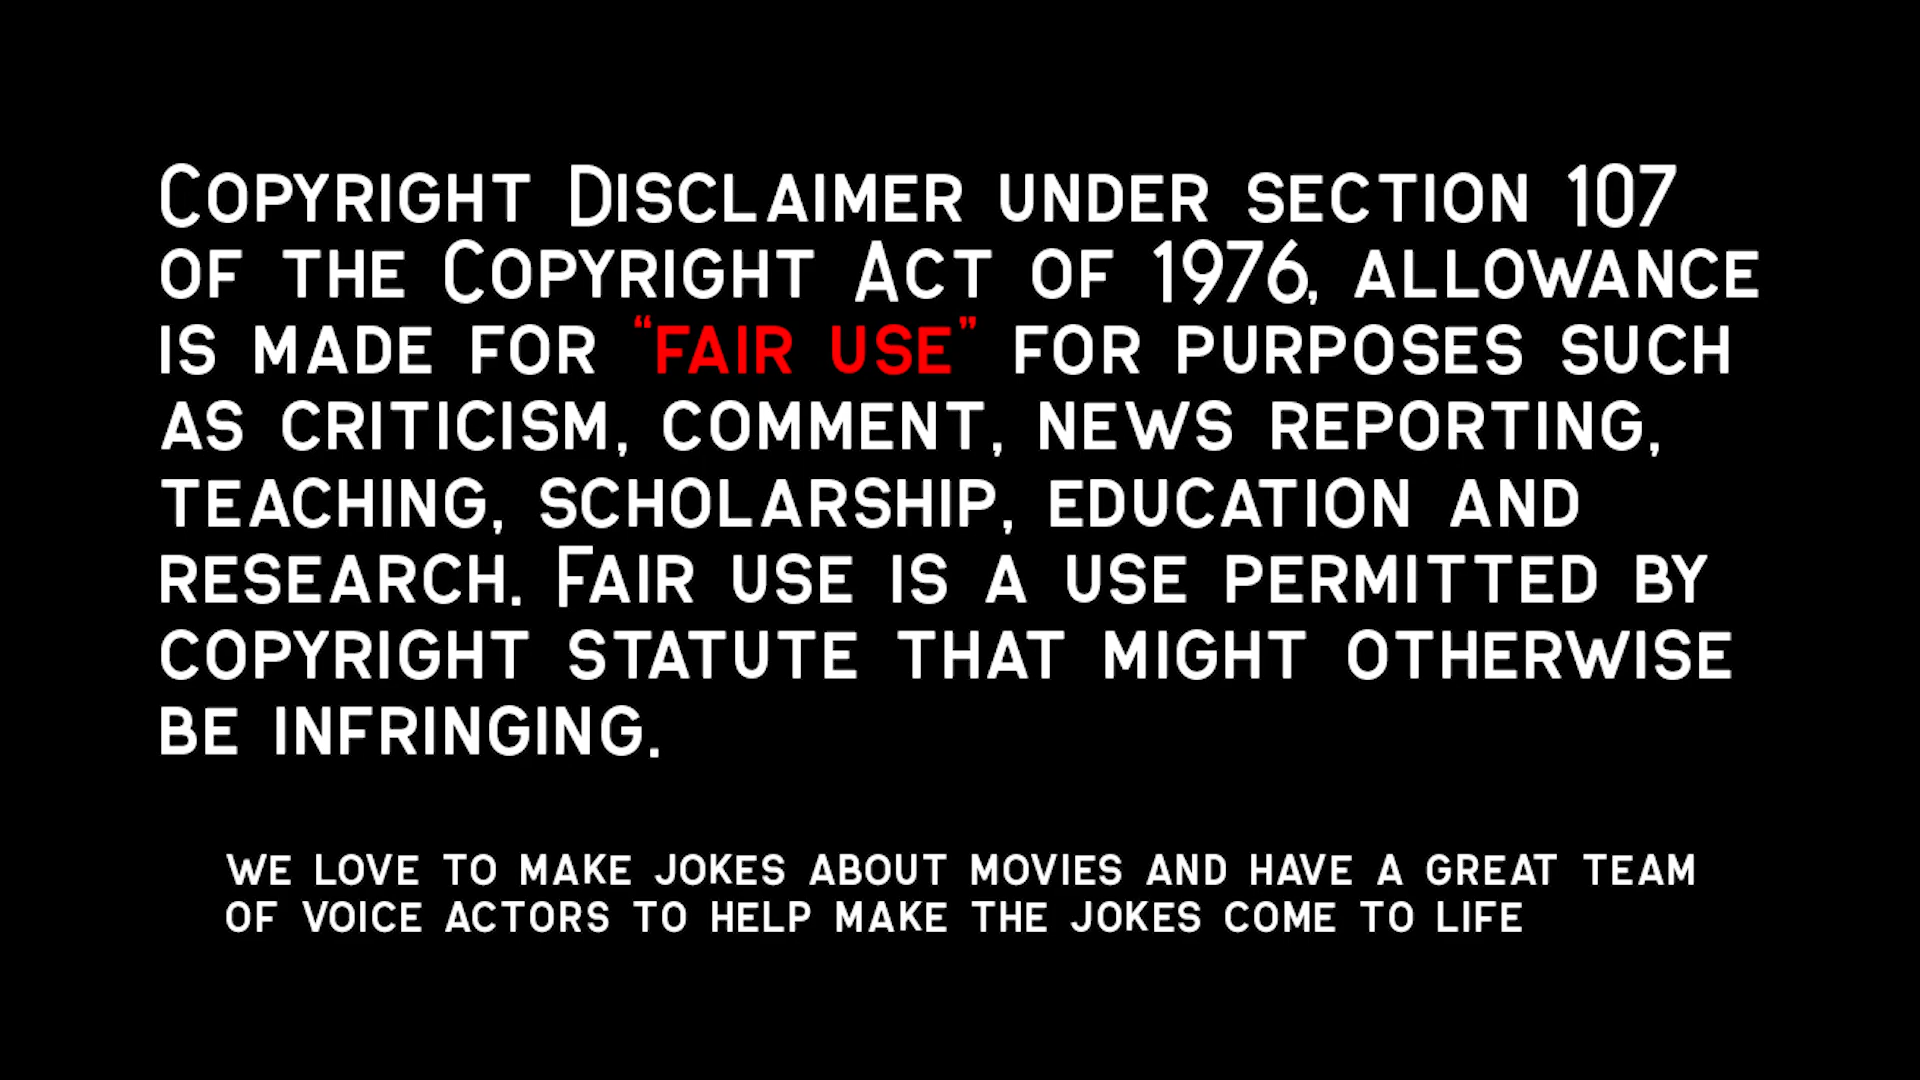 Copyright Disclaimer under section 107
of the Copyright Act of 1976, allowance
is made for “fair use” for purposes such
as criticism, comment, news reporting,
teaching, scholarship, education and
research. Fair use is a use permitted by
copyright statute that might otherwise
be infringing.
we love to make jokes about movies and have a great team
of voice actors to help make the jokes come to life